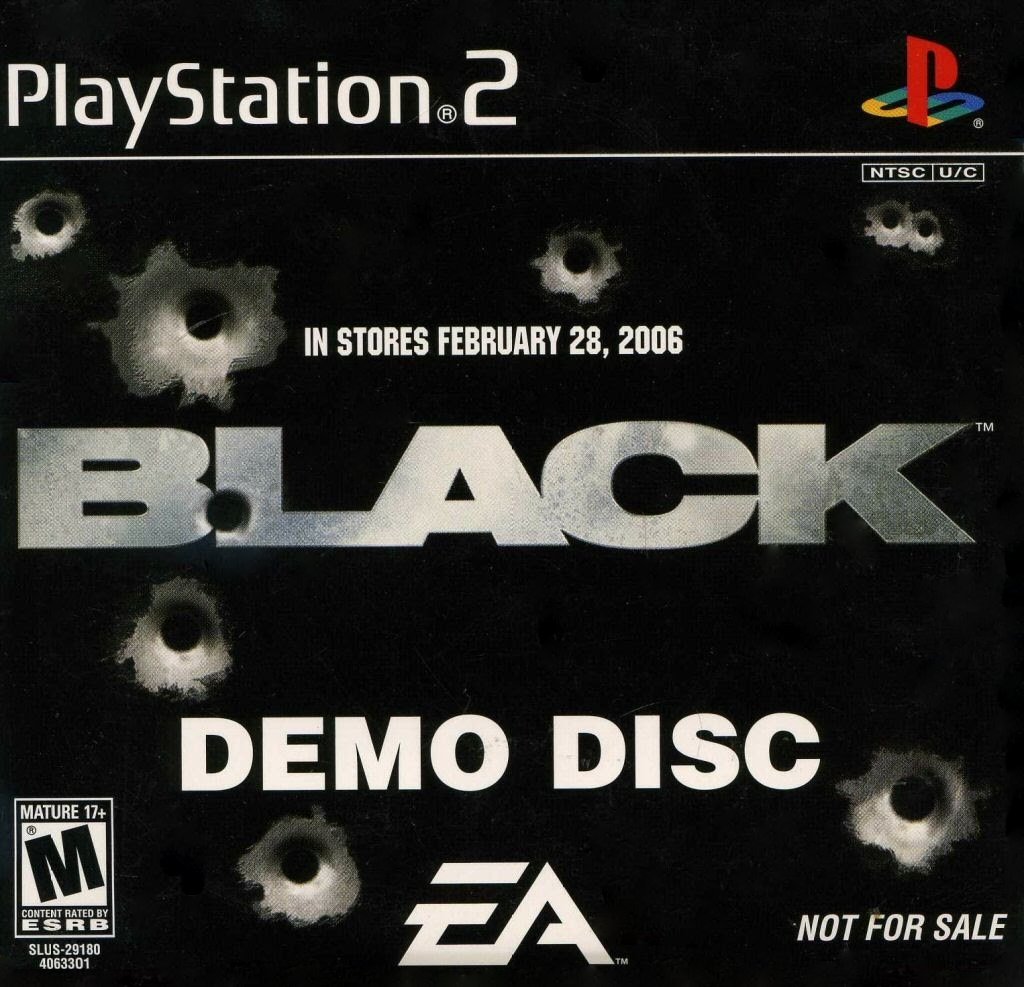 PlayStation®2
®
NTSC U/C
IN STORES FEBRUARY 28, 2006
BLACK™
DEMO DISC
MATURE 17+
®
M
CONTENT RATED BY
ESRB
SLUS-29180
4063301
EA™
NOT FOR SALE